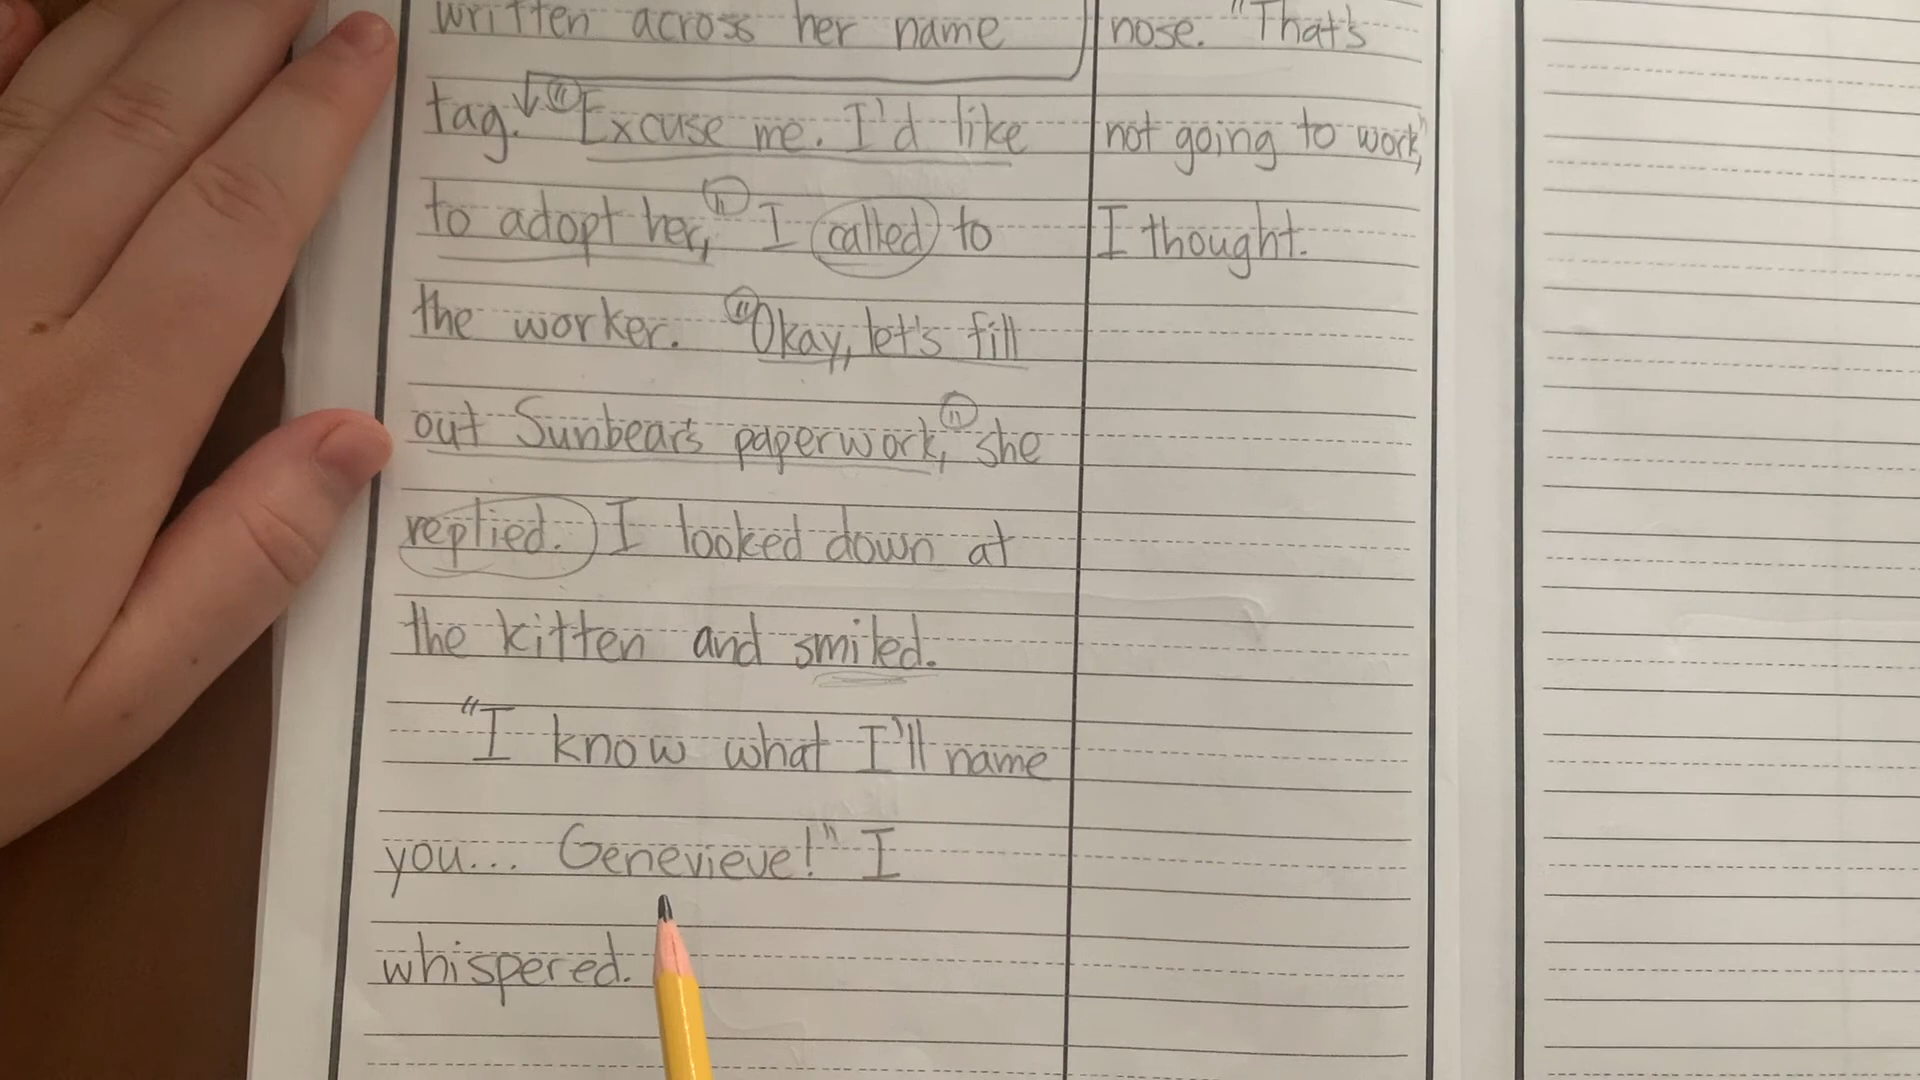 written across her name
tag. "Excuse me. I'd like
to adopt her," I called to
the worker. "Okay, let's fill
out Sunbear's paperwork," she
replied. I looked down at
the kitten and smiled.
"I know what I'll name
you... Genevieve!" I
whispered.
nose. "That's
not going to work,"
I thought.